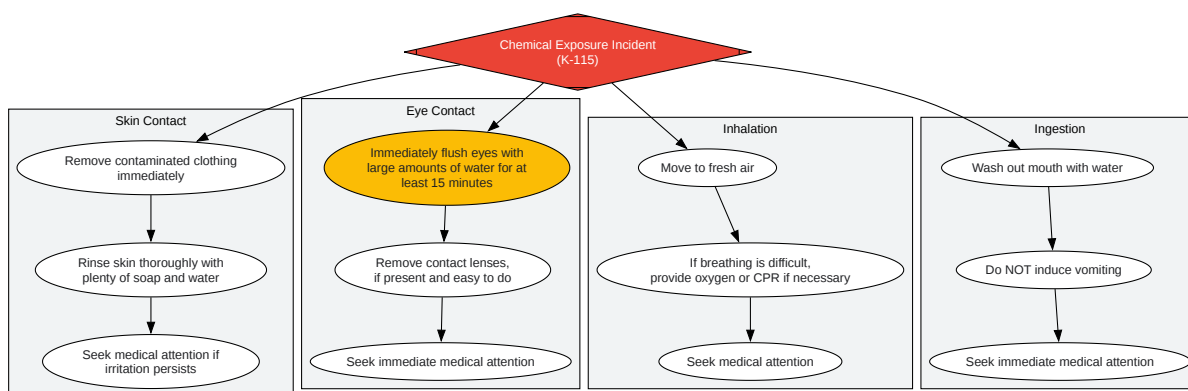 Chemical Exposure Incident
(K-115)
Skin Contact
Remove contaminated clothing
immediately
Rinse skin thoroughly with
plenty of soap and water
Seek medical attention if
irritation persists
Eye Contact
Immediately flush eyes with
large amounts of water for at
least 15 minutes
Remove contact lenses,
if present and easy to do
Seek immediate medical attention
Inhalation
Move to fresh air
If breathing is difficult,
provide oxygen or CPR if necessary
Seek medical attention
Ingestion
Wash out mouth with water
Do NOT induce vomiting
Seek immediate medical attention